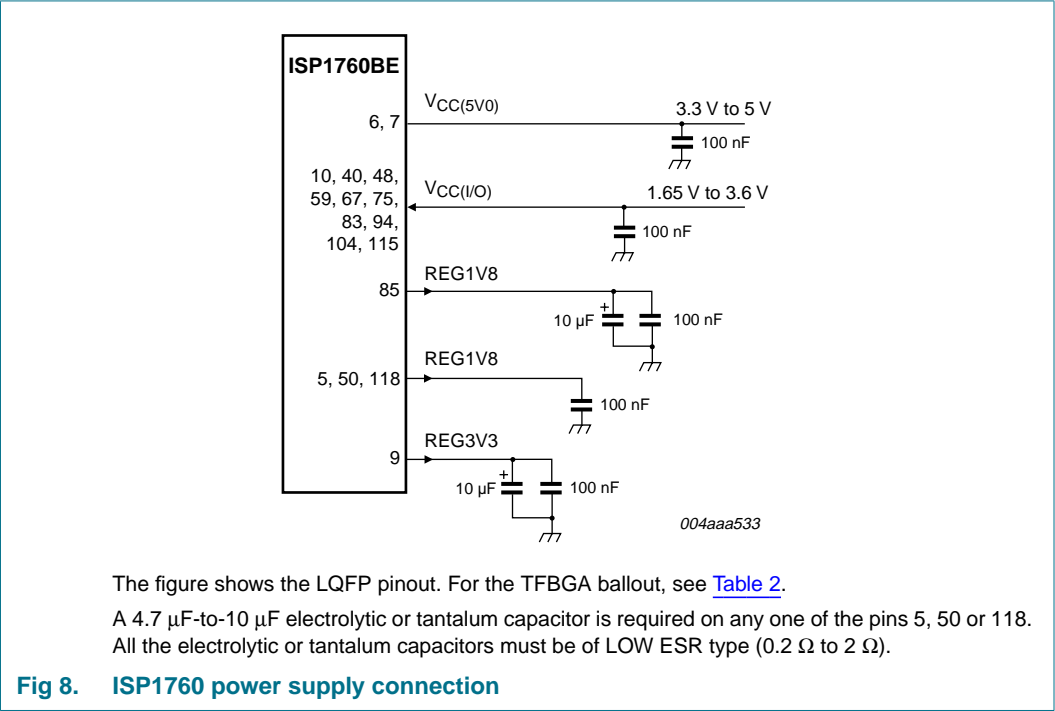 ISP1760BE
VCC(5V0)
3.3 V to 5 V
6, 7
100 nF
10, 40, 48,
59, 67, 75,
83, 94,
104, 115
VCC(I/O)
1.65 V to 3.6 V
100 nF
REG1V8
85
+
10 μF
100 nF
REG1V8
5, 50, 118
100 nF
REG3V3
9
+
10 μF
100 nF
004aaa533
The figure shows the LQFP pinout. For the TFBGA ballout, see Table 2.
A 4.7 μF-to-10 μF electrolytic or tantalum capacitor is required on any one of the pins 5, 50 or 118.
All the electrolytic or tantalum capacitors must be of LOW ESR type (0.2 Ω to 2 Ω).
Fig 8. ISP1760 power supply connection